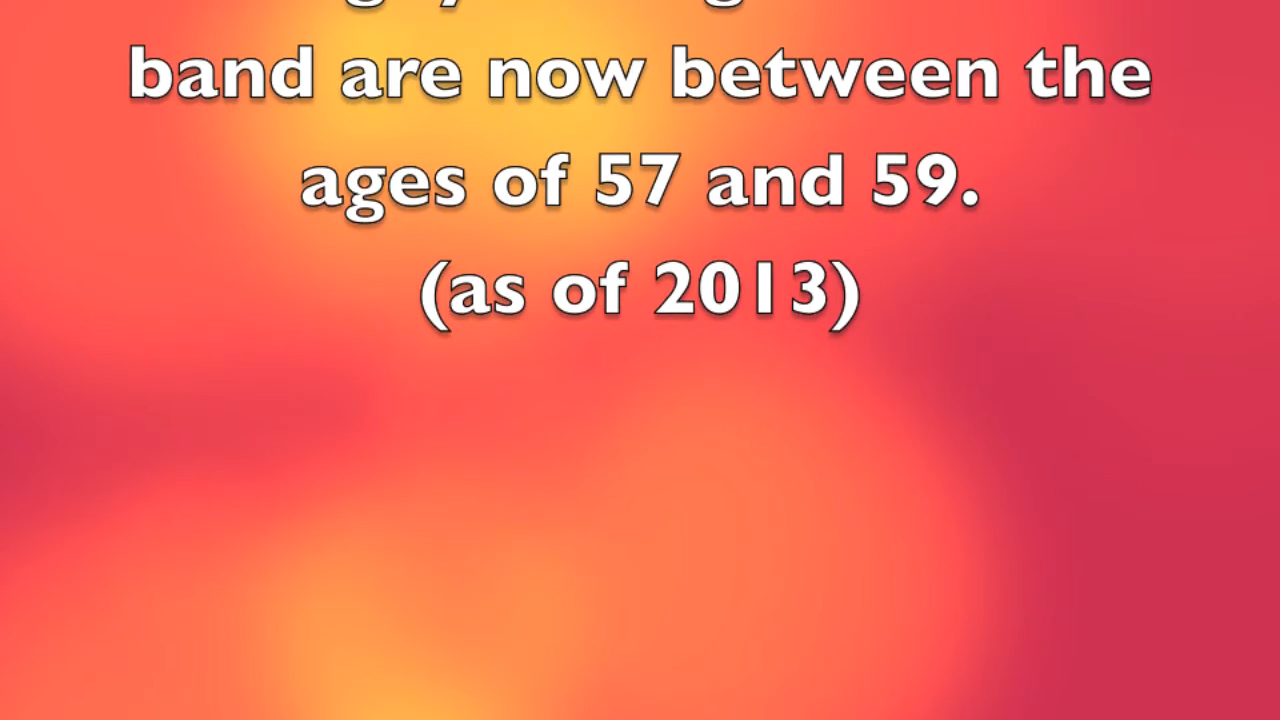 band are now between the
ages of 57 and 59.
(as of 2013)